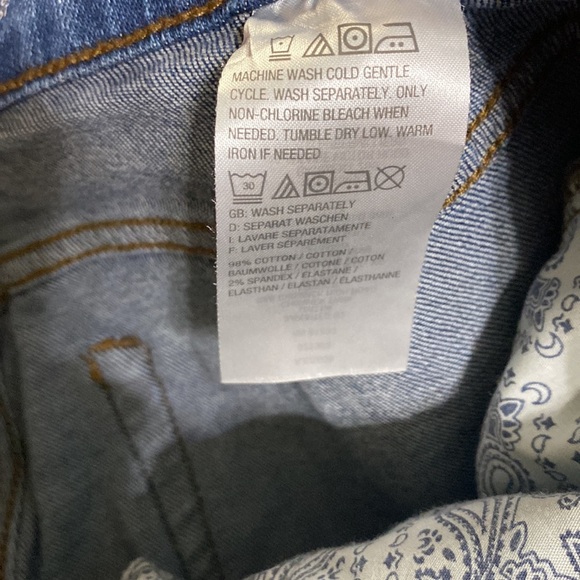 MACHINE WASH COLD GENTLE
CYCLE. WASH SEPARATELY. ONLY
NON-CHLORINE BLEACH WHEN
NEEDED. TUMBLE DRY LOW. WARM
IRON IF NEEDED
30
GB: WASH SEPARATELY
D: SEPARAT WASCHEN
I: LAVARE SEPARATAMENTE
F: LAVER SÉPARÉMENT
98% COTTON / COTTON /
BAUMWOLLE / COTONE / COTON
2% SPANDEX / ELASTANE /
ELASTHAN / ELASTAN / ELASTHANNE